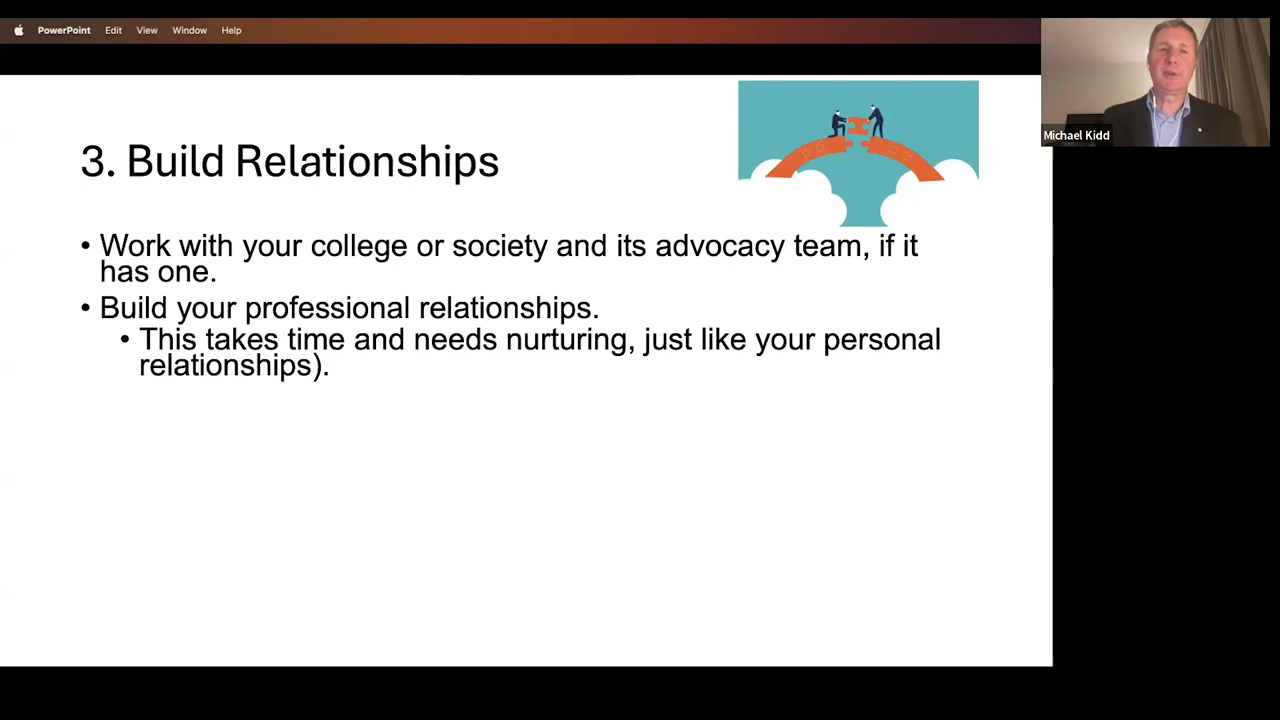 PowerPoint Edit View Window Help
Michael Kidd
3. Build Relationships
• Work with your college or society and its advocacy team, if it
has one.
• Build your professional relationships.
• This takes time and needs nurturing, just like your personal
relationships).